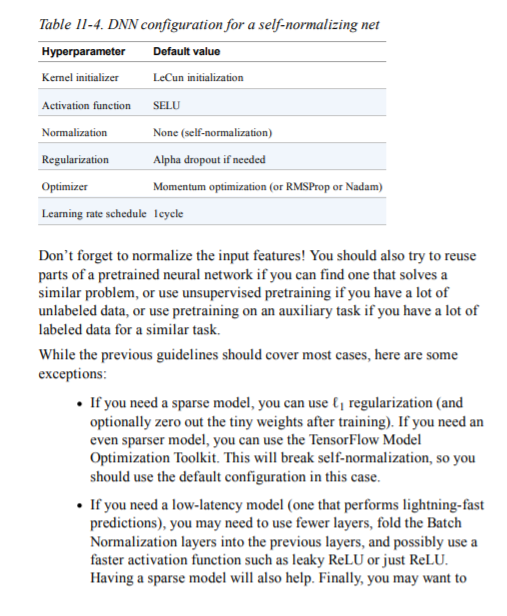 Table 11-4. DNN configuration for a self-normalizing net
Hyperparameter Default value
Kernel initializer LeCun initialization
Activation function SELU
Normalization None (self-normalization)
Regularization Alpha dropout if needed
Optimizer Momentum optimization (or RMSProp or Nadam)
Learning rate schedule 1cycle
Don’t forget to normalize the input features! You should also try to reuse
parts of a pretrained neural network if you can find one that solves a
similar problem, or use unsupervised pretraining if you have a lot of
unlabeled data, or use pretraining on an auxiliary task if you have a lot of
labeled data for a similar task.
While the previous guidelines should cover most cases, here are some
exceptions:
• If you need a sparse model, you can use ℓ₁ regularization (and
optionally zero out the tiny weights after training). If you need an
even sparser model, you can use the TensorFlow Model
Optimization Toolkit. This will break self-normalization, so you
should use the default configuration in this case.
• If you need a low-latency model (one that performs lightning-fast
predictions), you may need to use fewer layers, fold the Batch
Normalization layers into the previous layers, and possibly use a
faster activation function such as leaky ReLU or just ReLU.
Having a sparse model will also help. Finally, you may want to